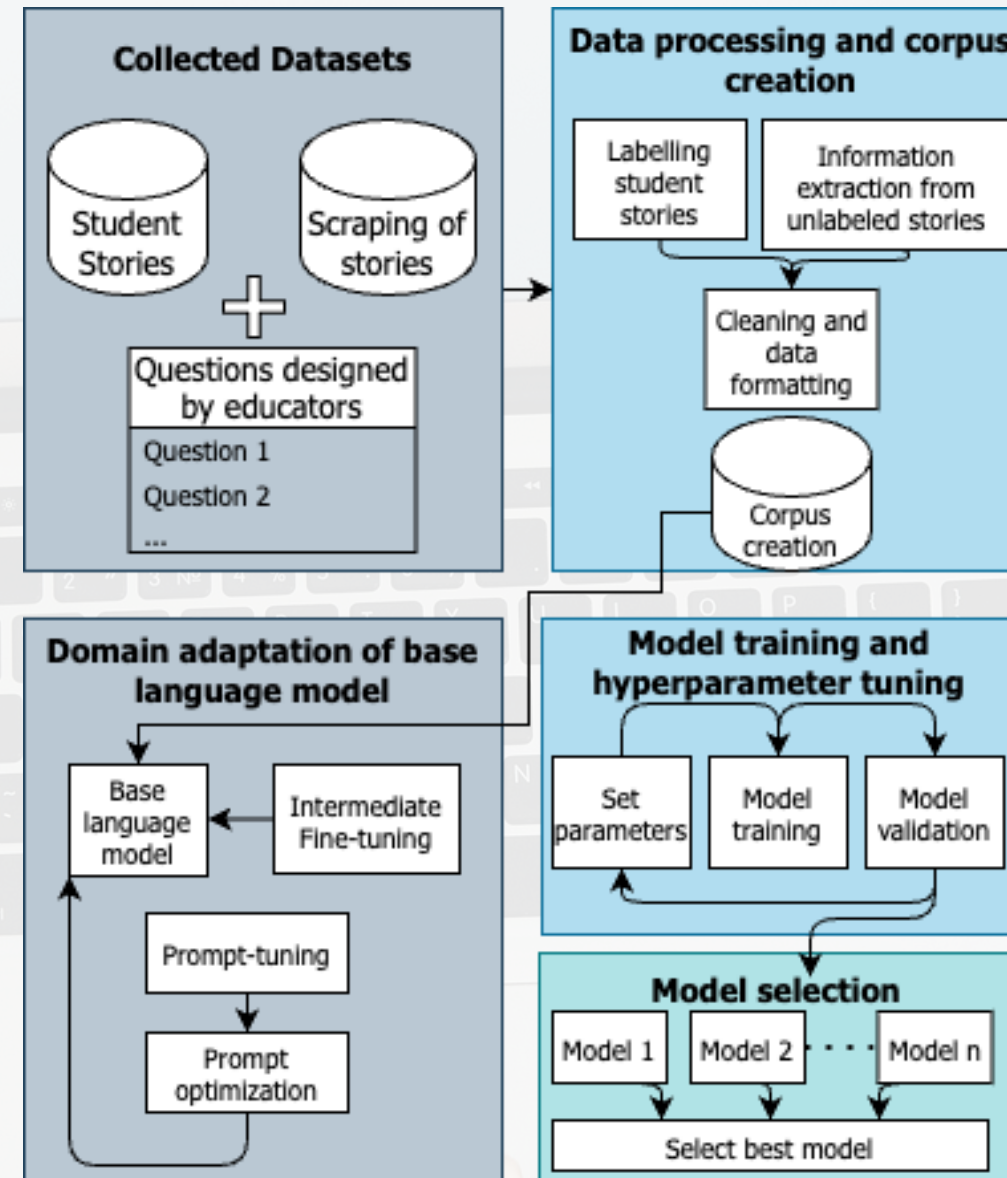 Collected Datasets
Student
Stories
Scraping of
stories
Questions designed
by educators
Question 1
Question 2
...
Data processing and corpus
creation
Labelling
student
stories
Information
extraction from
unlabeled stories
Cleaning and
data
formatting
Corpus
creation
Domain adaptation of base
language model
Base
language
model
Intermediate
Fine-tuning
Prompt-tuning
Prompt
optimization
Model training and
hyperparameter tuning
Set
parameters
Model
training
Model
validation
Model selection
Model 1
Model 2
Model n
Select best model